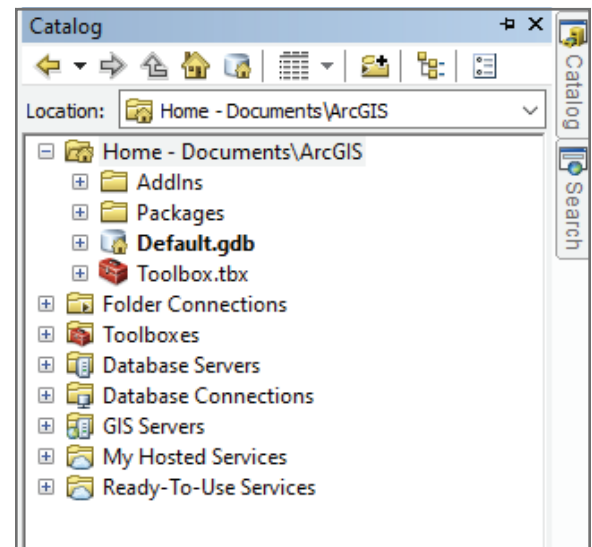 Catalog
Location: Home - Documents\ArcGIS
Home - Documents\ArcGIS
AddIns
Packages
Default.gdb
Toolbox.tbx
Folder Connections
Toolboxes
Database Servers
Database Connections
GIS Servers
My Hosted Services
Ready-To-Use Services
Catalog
Search